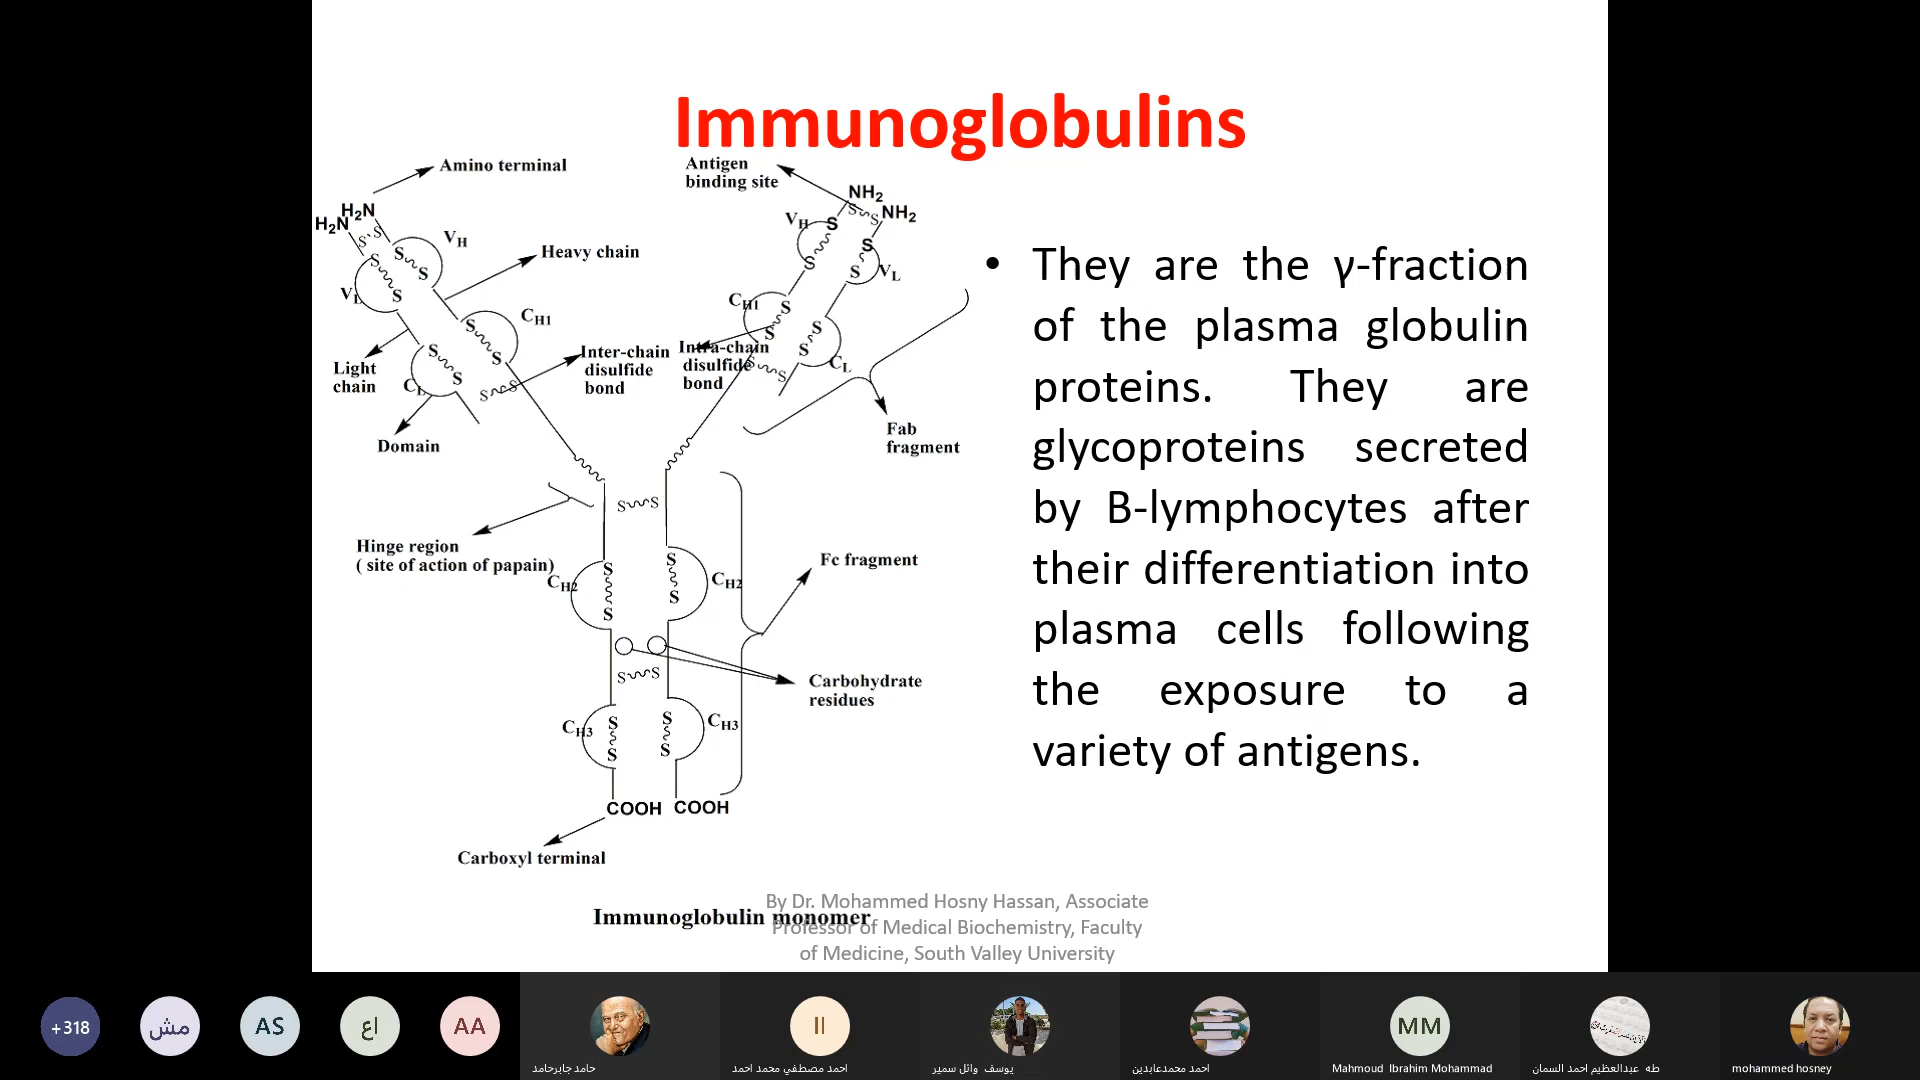 Immunoglobulins
Amino terminal
Antigen
binding site
NH2
NH2
H2N
H2N
S
S
S
S
VH
S
S
S
S
VL
S
S
VH
S
S
VL
S
S
Heavy chain
CH1
S
S
CH1
S
S
S
S
CL
S
S
CL
Inter-chain
disulfide
bond
Intra-chain
disulfide
bond
S
S
S
S
Light
chain
Domain
Fab
fragment
S
S
Hinge region
( site of action of papain)
Fc fragment
CH2
S
S
S
S
CH2
S
S
Carbohydrate
residues
CH3
S
S
S
S
CH3
COOH
COOH
Carboxyl terminal
Immunoglobulin monomer
• They are the γ-fraction
of the plasma globulin
proteins. They are
glycoproteins secreted
by B-lymphocytes after
their differentiation into
plasma cells following
the exposure to a
variety of antigens.
By Dr. Mohammed Hosny Hassan, Associate
Professor of Medical Biochemistry, Faculty
of Medicine, South Valley University
+318
مش
AS
اع
AA
حامد جابرحامد
اا
احمد مصطفي محمد احمد
يوسف وائل سمير
احمد محمدعابدين
MM
Mahmoud Ibrahim Mohammad
طه عبدالعظيم احمد السمان
mohammed hosney